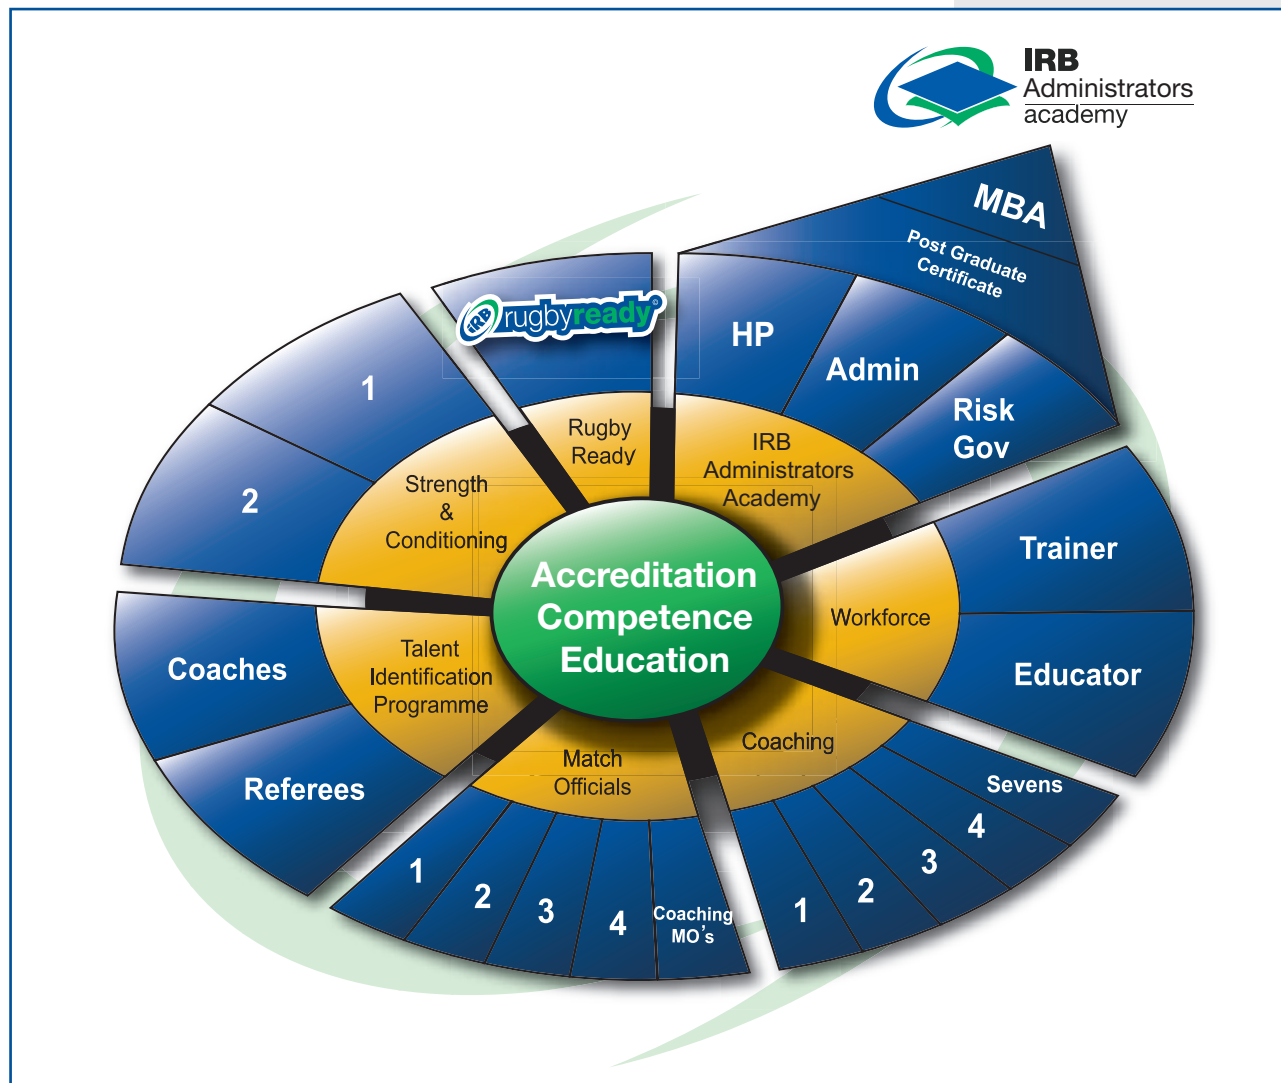 IRB
Administrators
academy
MBA
Post Graduate
Certificate
HP
Admin
Risk
Gov
IRB
Administrators
Academy
IRB rugbyready
Rugby
Ready
1
2
Strength
&
Conditioning
Accreditation
Competence
Education
Trainer
Educator
Workforce
Coaches
Referees
Talent
Identification
Programme
Match
Officials
1
2
3
4
Coaching
MO's
Coaching
1
2
3
4
Sevens